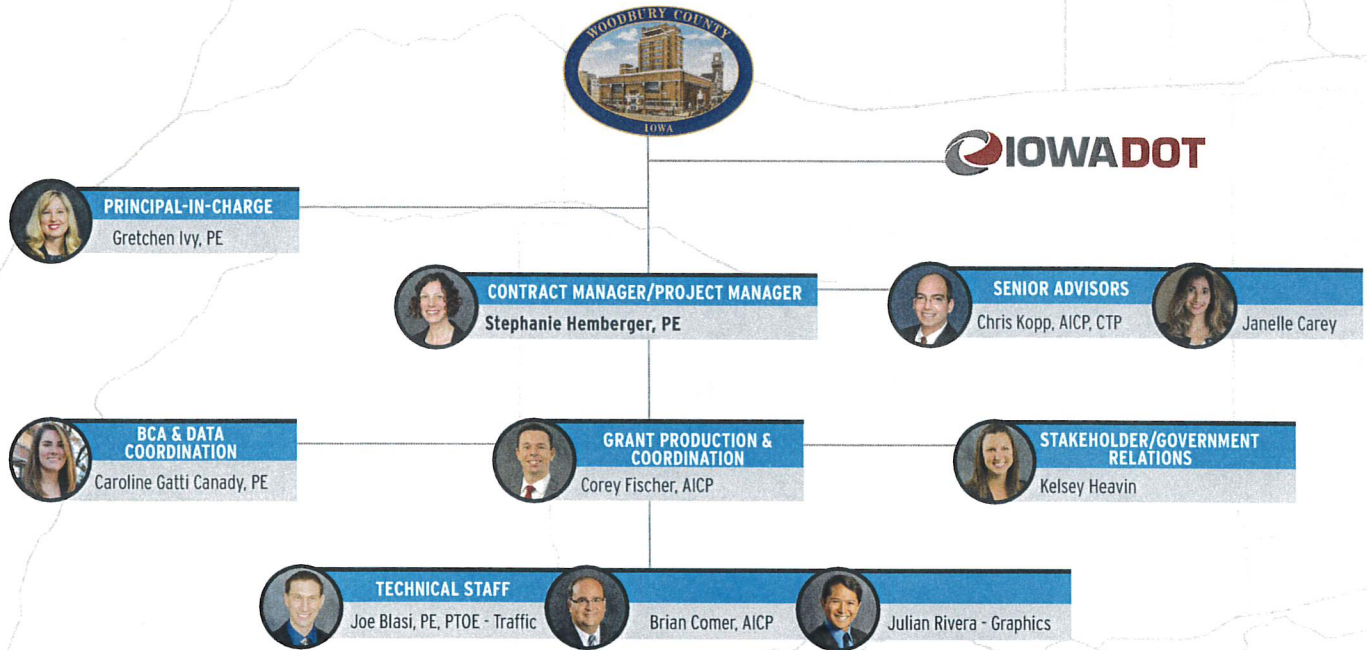 WOODBURY COUNTY
IOWA
IOWADOT
PRINCIPAL-IN-CHARGE
Gretchen Ivy, PE
CONTRACT MANAGER/PROJECT MANAGER
Stephanie Hemberger, PE
SENIOR ADVISORS
Chris Kopp, AICP, CTP
Janelle Carey
BCA & DATA
COORDINATION
Caroline Gatti Canady, PE
GRANT PRODUCTION &
COORDINATION
Corey Fischer, AICP
STAKEHOLDER/GOVERNMENT
RELATIONS
Kelsey Heavin
TECHNICAL STAFF
Joe Blasi, PE, PTOE - Traffic
Brian Comer, AICP
Julian Rivera - Graphics